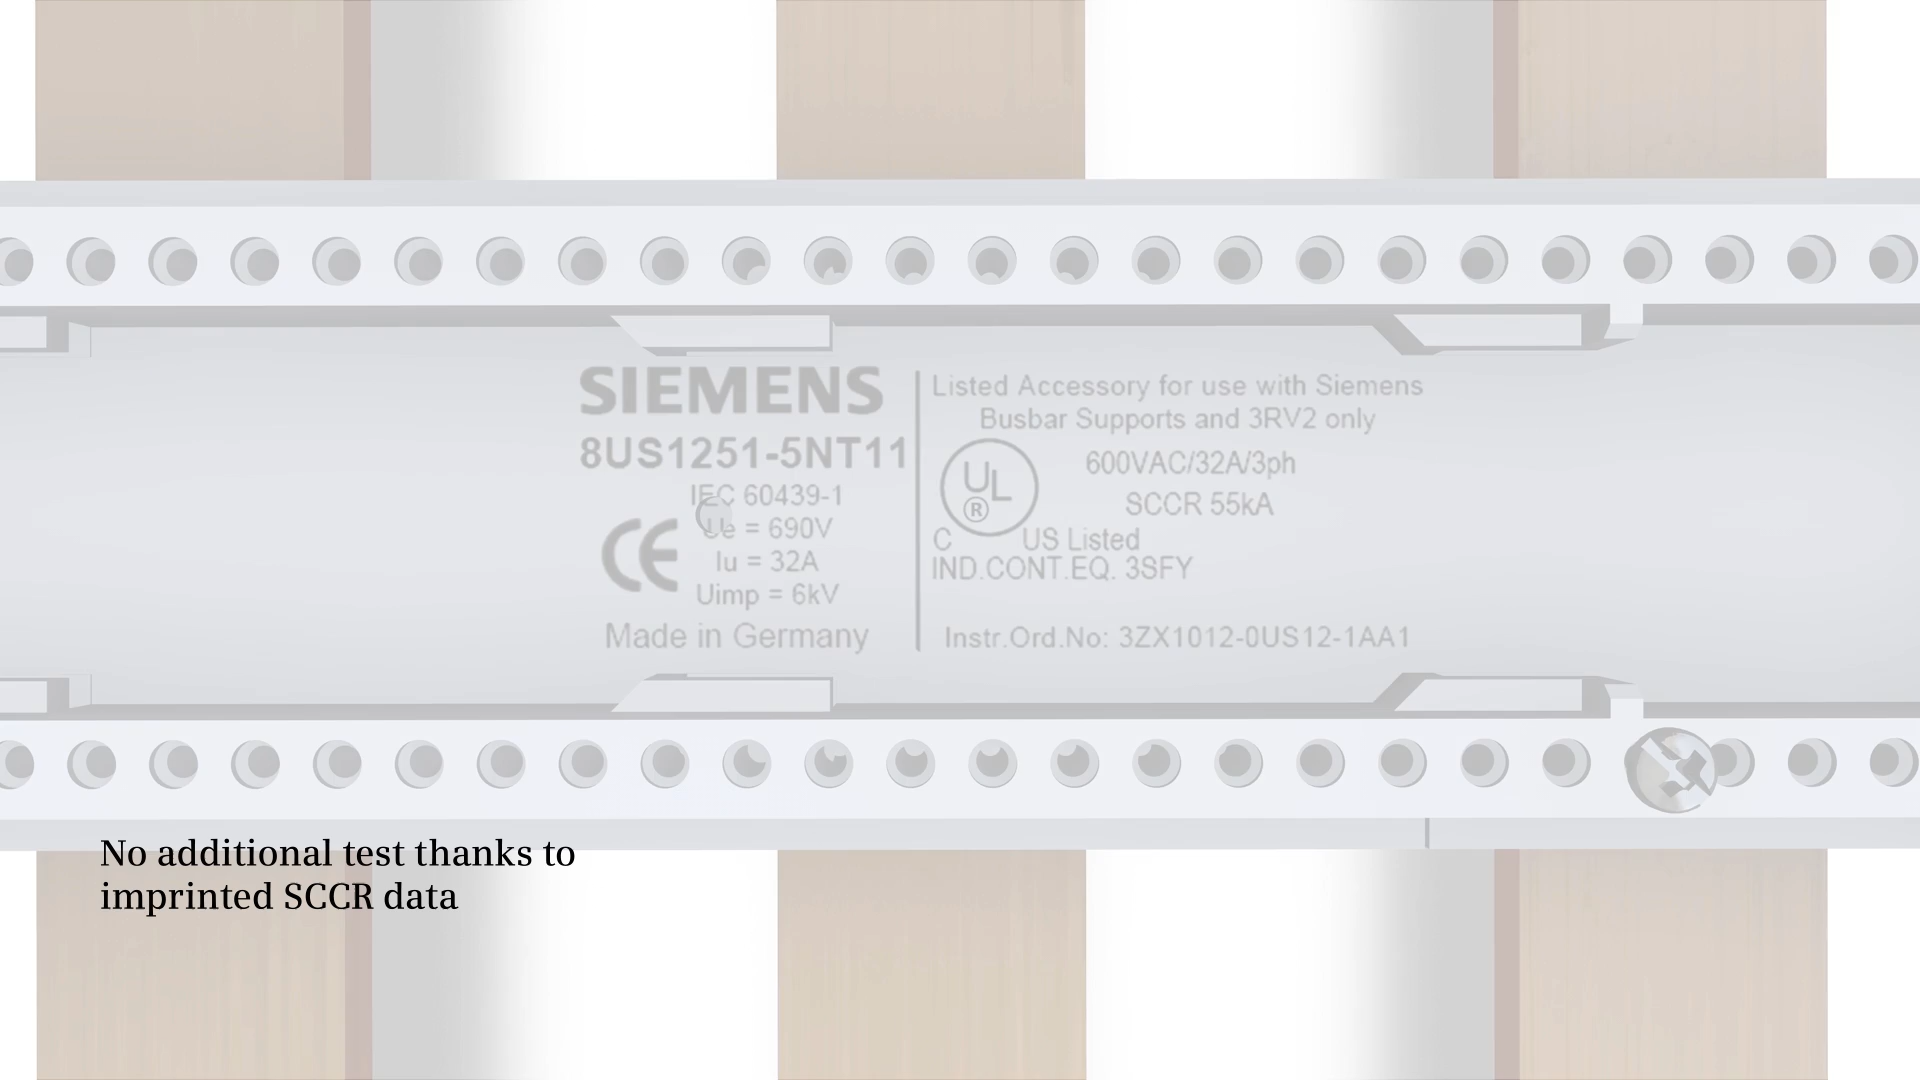 SIEMENS
8US1251-5NT11
IEC 60439-1
Ue = 690V
CE
Iu = 32A
Uimp = 6kV
Made in Germany
Listed Accessory for use with Siemens
Busbar Supports and 3RV2 only
600VAC/32A/3ph
UL
®
SCCR 55kA
C US Listed
IND.CONT.EQ. 3SFY
Instr.Ord.No: 3ZX1012-0US12-1AA1
No additional test thanks to
imprinted SCCR data